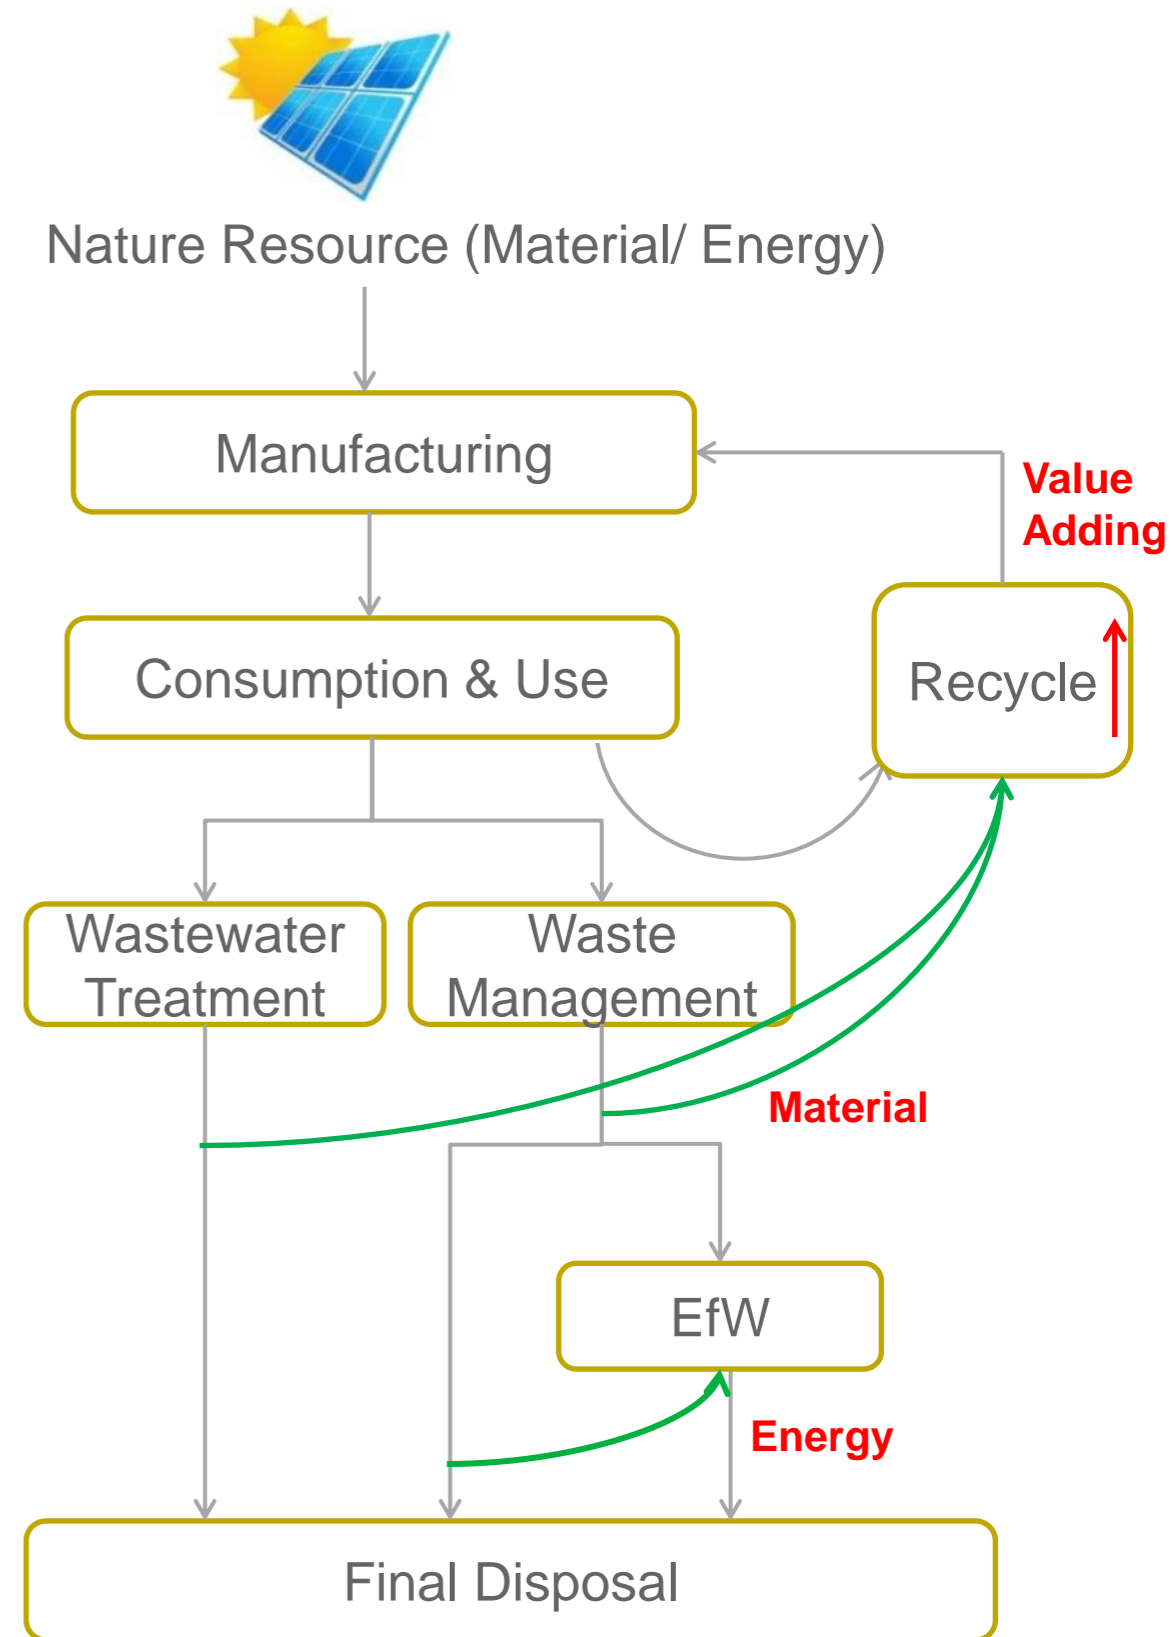 Nature Resource (Material/ Energy)
Manufacturing
Value
Adding
Consumption & Use
Recycle
Wastewater
Treatment
Waste
Management
Material
EfW
Energy
Final Disposal